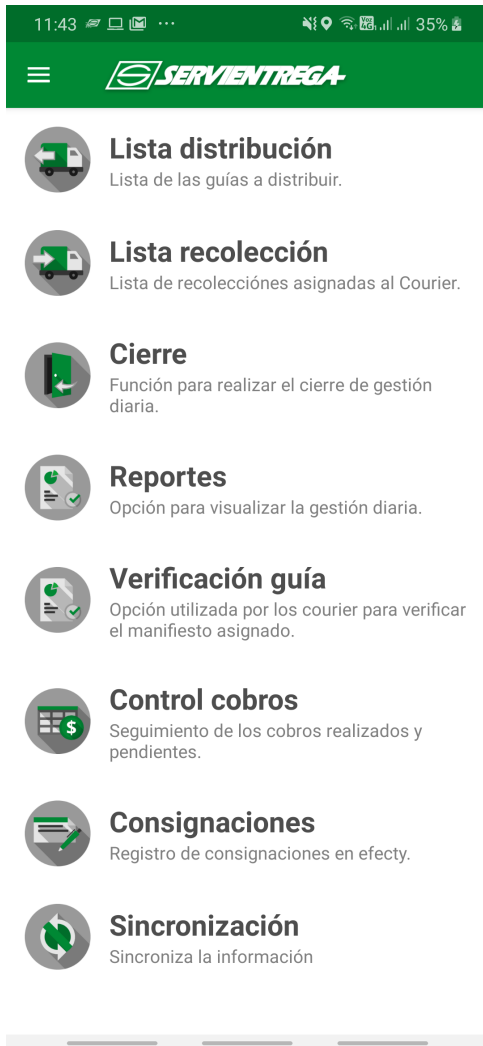 11:43 35%
SERVIENTREGA
Lista distribución
Lista de las guías a distribuir.
Lista recolección
Lista de recolecciónes asignadas al Courier.
Cierre
Función para realizar el cierre de gestión
diaria.
Reportes
Opción para visualizar la gestión diaria.
Verificación guía
Opción utilizada por los courier para verificar
el manifiesto asignado.
Control cobros
Seguimiento de los cobros realizados y
pendientes.
Consignaciones
Registro de consignaciones en efecty.
Sincronización
Sincroniza la información